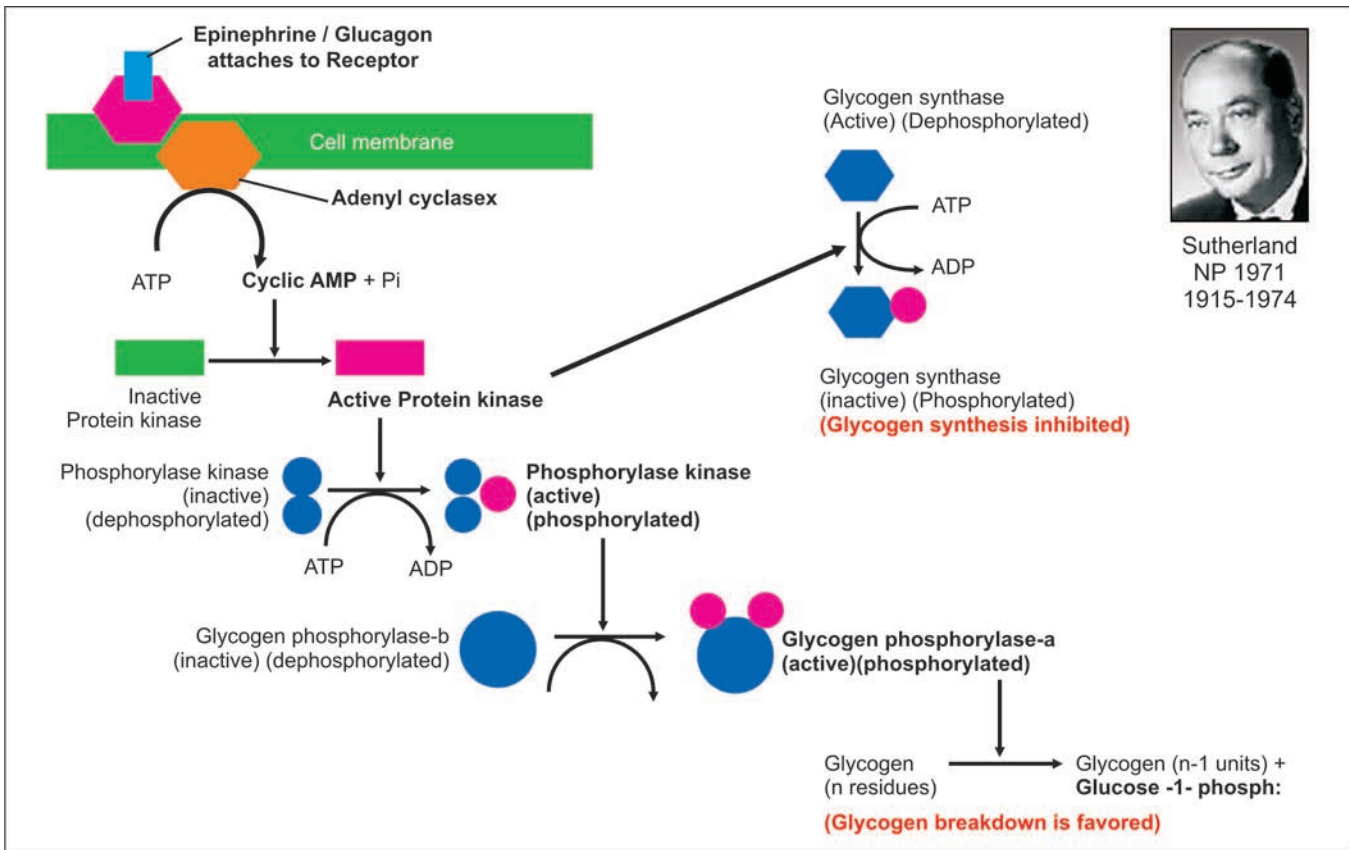 Epinephrine / Glucagon
attaches to Receptor
Cell membrane
Adenyl cyclasex
ATP
Cyclic AMP + Pi
Inactive
Protein kinase
Active Protein kinase
Phosphorylase kinase
(inactive)
(dephosphorylated)
ATP
ADP
Phosphorylase kinase
(active)
(phosphorylated)
Glycogen phosphorylase-b
(inactive) (dephosphorylated)
Glycogen phosphorylase-a
(active)(phosphorylated)
Glycogen
(n residues)
Glycogen (n-1 units) +
Glucose -1- phosph:
(Glycogen breakdown is favored)
Glycogen synthase
(Active) (Dephosphorylated)
ATP
ADP
Glycogen synthase
(inactive) (Phosphorylated)
(Glycogen synthesis inhibited)
Sutherland
NP 1971
1915-1974